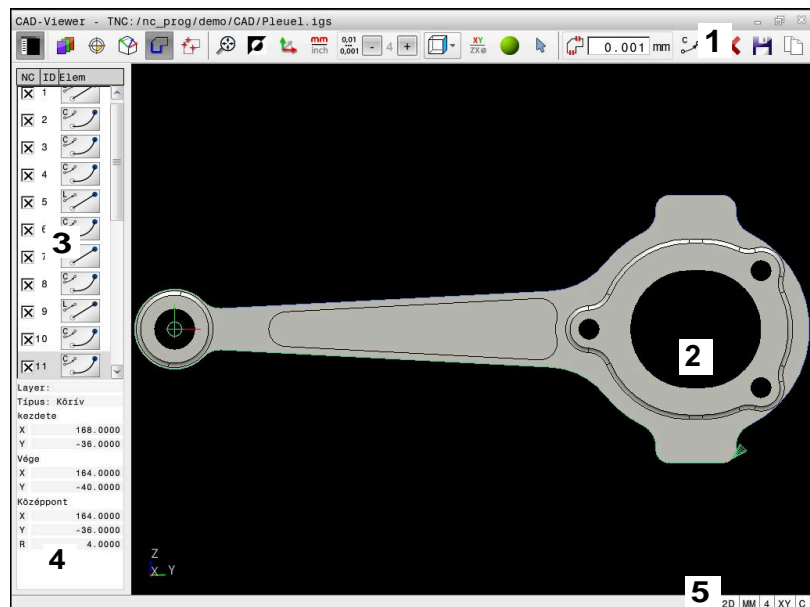 CAD-Viewer - TNC:/nc_prog/demo/CAD/Pleuel.igs
mm
inch
0,01
0,001
- 4 +
XY
ZXØ
0.001 mm
C
1
NC ID Elem
1
2 C
3 C
4 C
5 L
6 C
7
8 C
9 L
10 C
11 C
3
2
Layer:
Típus: Körív
kezdete
X 168.0000
Y -36.0000
Vége
X 164.0000
Y -40.0000
Középpont
X 164.0000
Y -36.0000
R 4.0000
4
Z
X Y
5
2D MM 4 XY C